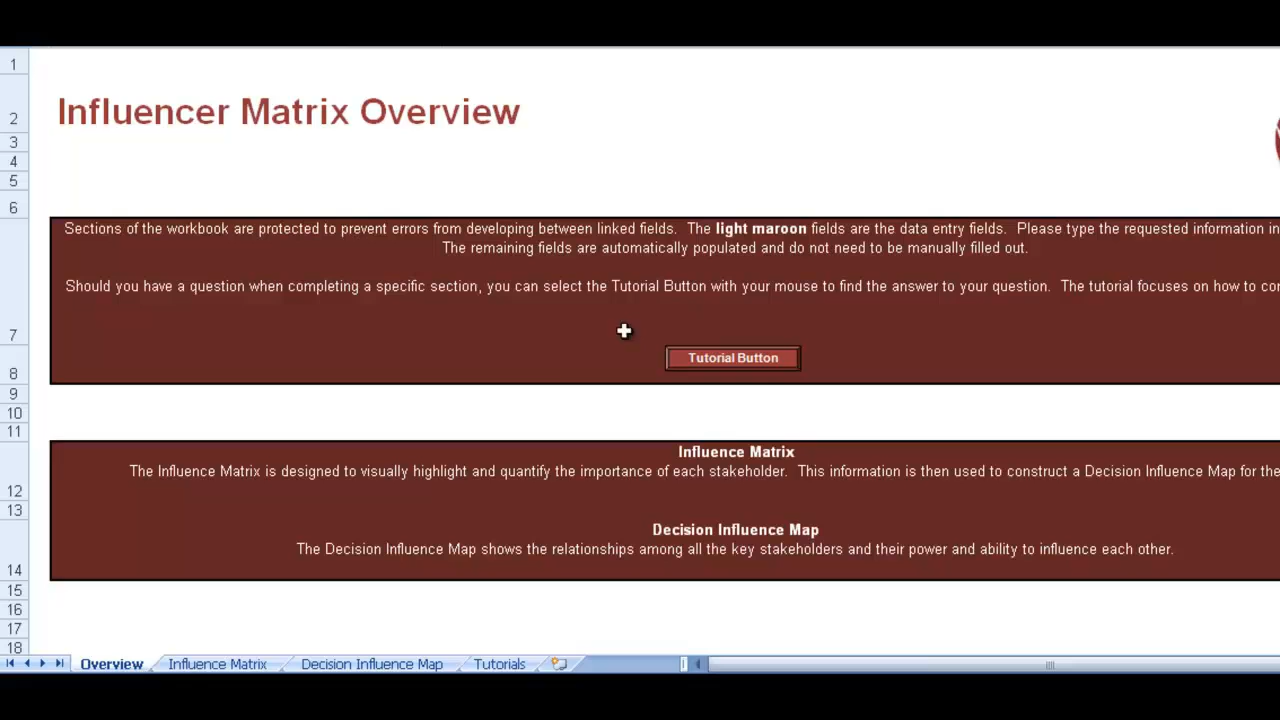 1
Influencer Matrix Overview
2
3
4
5
6
Sections of the workbook are protected to prevent errors from developing between linked fields. The light maroon fields are the data entry fields. Please type the requested information in
The remaining fields are automatically populated and do not need to be manually filled out.
Should you have a question when completing a specific section, you can select the Tutorial Button with your mouse to find the answer to your question. The tutorial focuses on how to
7
Tutorial Button
8
9
10
11
Influence Matrix
The Influence Matrix is designed to visually highlight and quantify the importance of each stakeholder. This information is then used to construct a Decision Influence Map for the
12
13
Decision Influence Map
The Decision Influence Map shows the relationships among all the key stakeholders and their power and ability to influence each other.
14
15
16
17
18
Overview Influence Matrix Decision Influence Map Tutorials